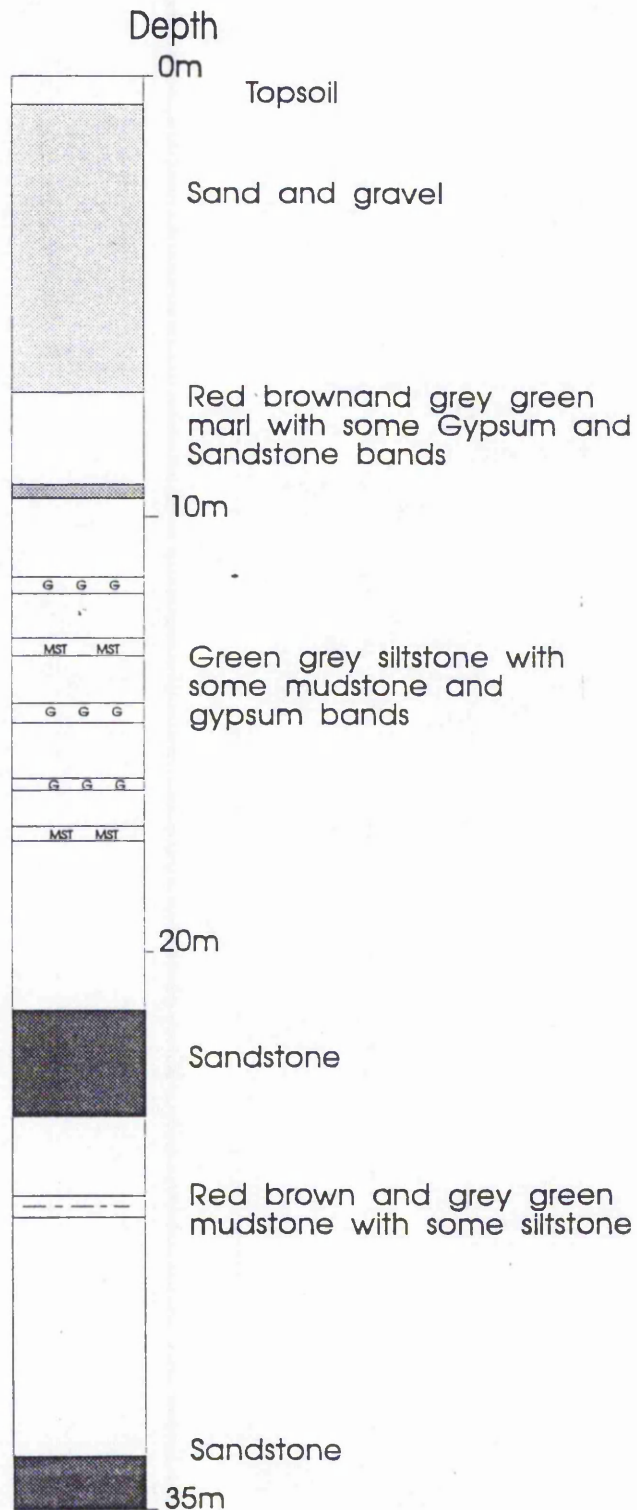 Depth
0m
Topsoil
Sand and gravel
Red brownand grey green
marl with some Gypsum and
Sandstone bands
10m
G G G
MST MST
Green grey siltstone with
some mudstone and
gypsum bands
G G G
G G G
MST MST
20m
Sandstone
Red brown and grey green
mudstone with some siltstone
Sandstone
35m